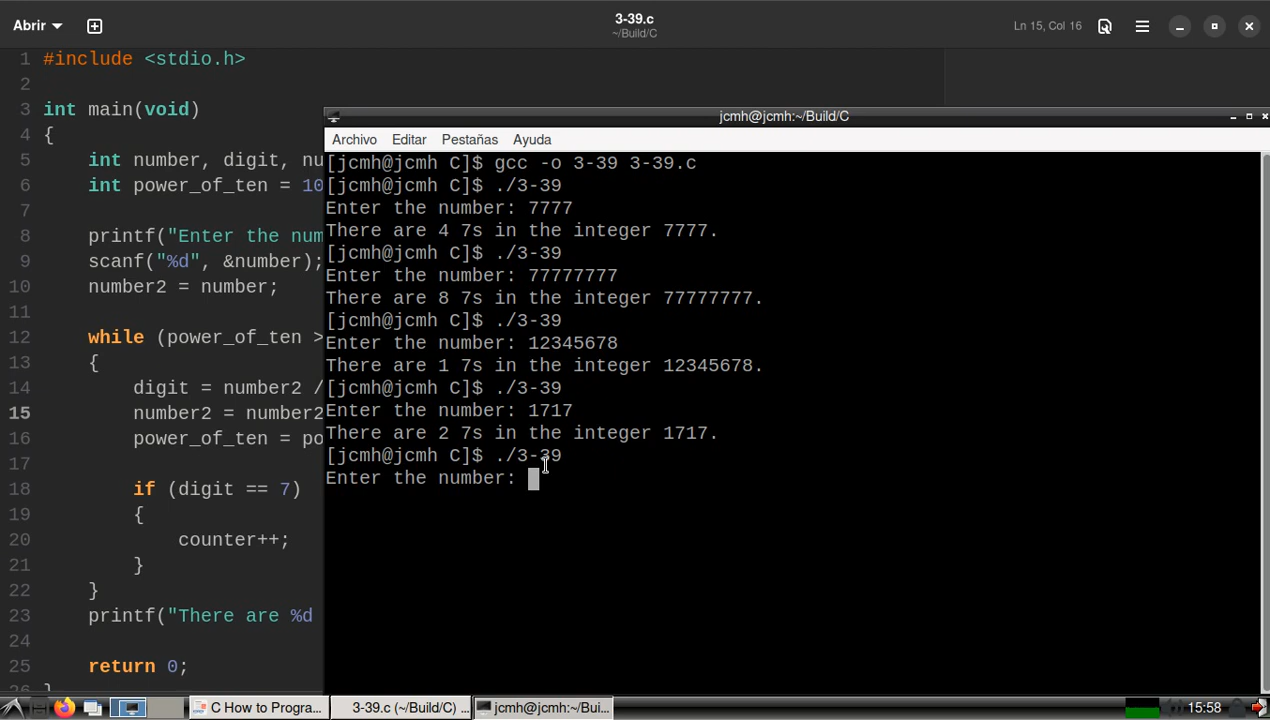 Abrir
3-39.c
~/Build/C
Ln 15, Col 16
1 #include <stdio.h>
2
3 int main(void)
4 {
5 int number, digit, nu
6 int power_of_ten = 10
7
8 printf("Enter the num
9 scanf("%d", &number);
10 number2 = number;
11
12 while (power_of_ten >
13 {
14 digit = number2 /
15 number2 = number2
16 power_of_ten = po
17
18 if (digit == 7)
19 {
20 counter++;
21 }
22 }
23 printf("There are %d
24
25 return 0;
26 }
jcmh@jcmh:~/Build/C
Archivo Editar Pestañas Ayuda
[jcmh@jcmh C]$ gcc -o 3-39 3-39.c
[jcmh@jcmh C]$ ./3-39
Enter the number: 7777
There are 4 7s in the integer 7777.
[jcmh@jcmh C]$ ./3-39
Enter the number: 77777777
There are 8 7s in the integer 77777777.
[jcmh@jcmh C]$ ./3-39
Enter the number: 12345678
There are 1 7s in the integer 12345678.
[jcmh@jcmh C]$ ./3-39
Enter the number: 1717
There are 2 7s in the integer 1717.
[jcmh@jcmh C]$ ./3-39
Enter the number:
C How to Progra...
3-39.c (~/Build/C) ...
jcmh@jcmh:~/Bui...
15:58